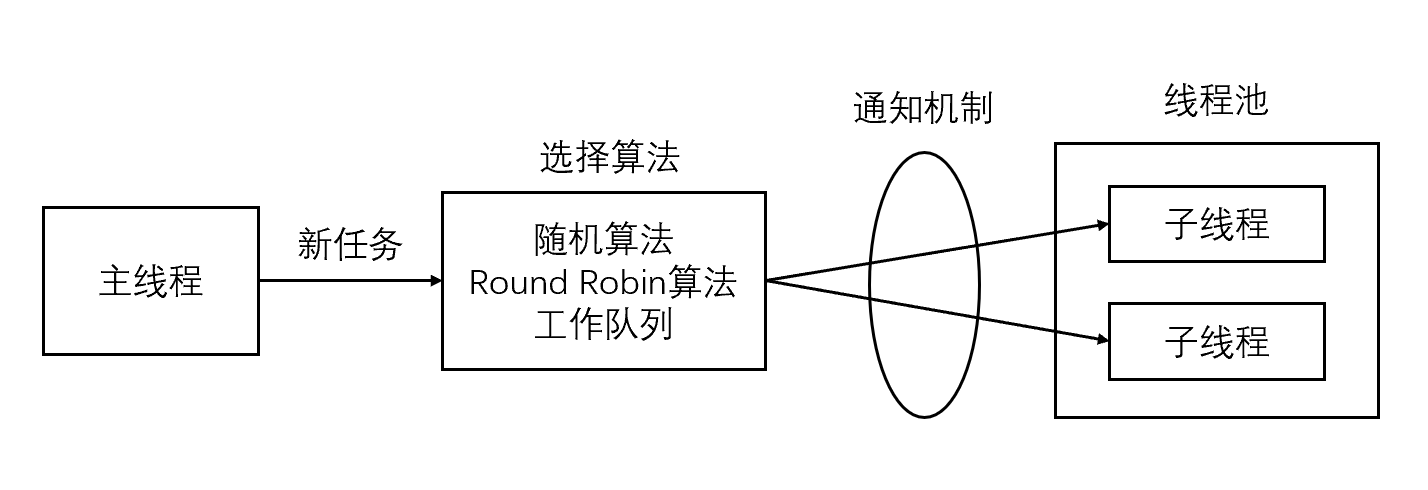 主线程
新任务
选择算法
随机算法
Round Robin算法
工作队列
通知机制
线程池
子线程
子线程